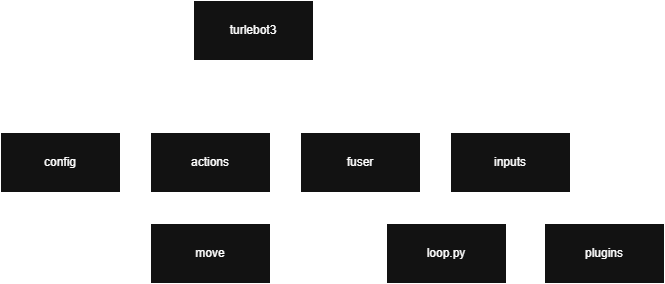 turlebot3
config
actions
fuser
inputs
move
loop.py
plugins